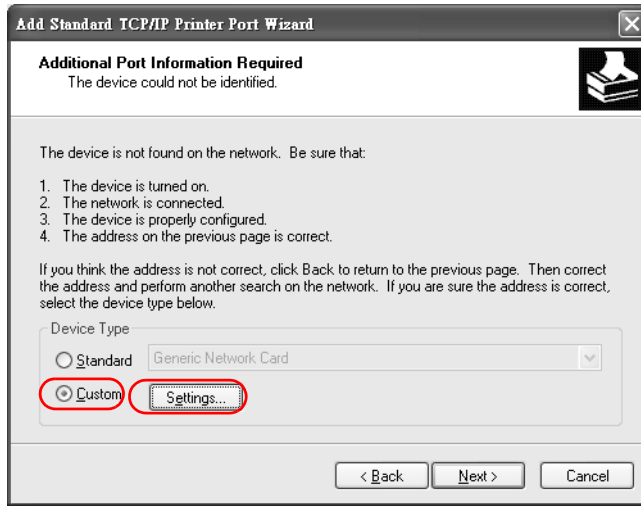 Add Standard TCP/IP Printer Port Wizard
Additional Port Information Required
The device could not be identified.
The device is not found on the network.  Be sure that:
1.  The device is turned on.
2.  The network is connected.
3.  The device is properly configured.
4.  The address on the previous page is correct.
If you think the address is not correct, click Back to return to the previous page.  Then correct
the address and perform another search on the network.  If you are sure the address is correct,
select the device type below.
Device Type
Standard
Generic Network Card
Custom
Settings...
< Back
Next >
Cancel